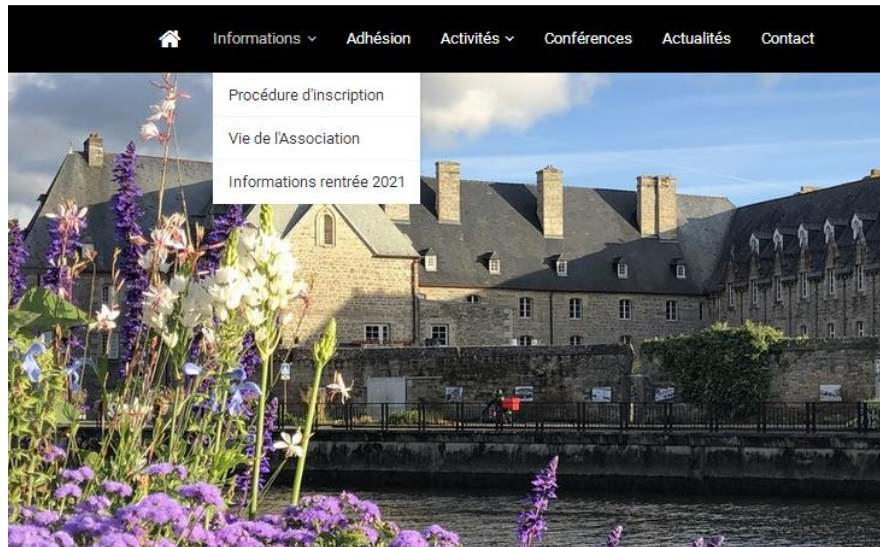 Informations Adhésion Activités Conférences Actualités Contact
Procédure d'inscription
Vie de l'Association
Informations rentrée 2021